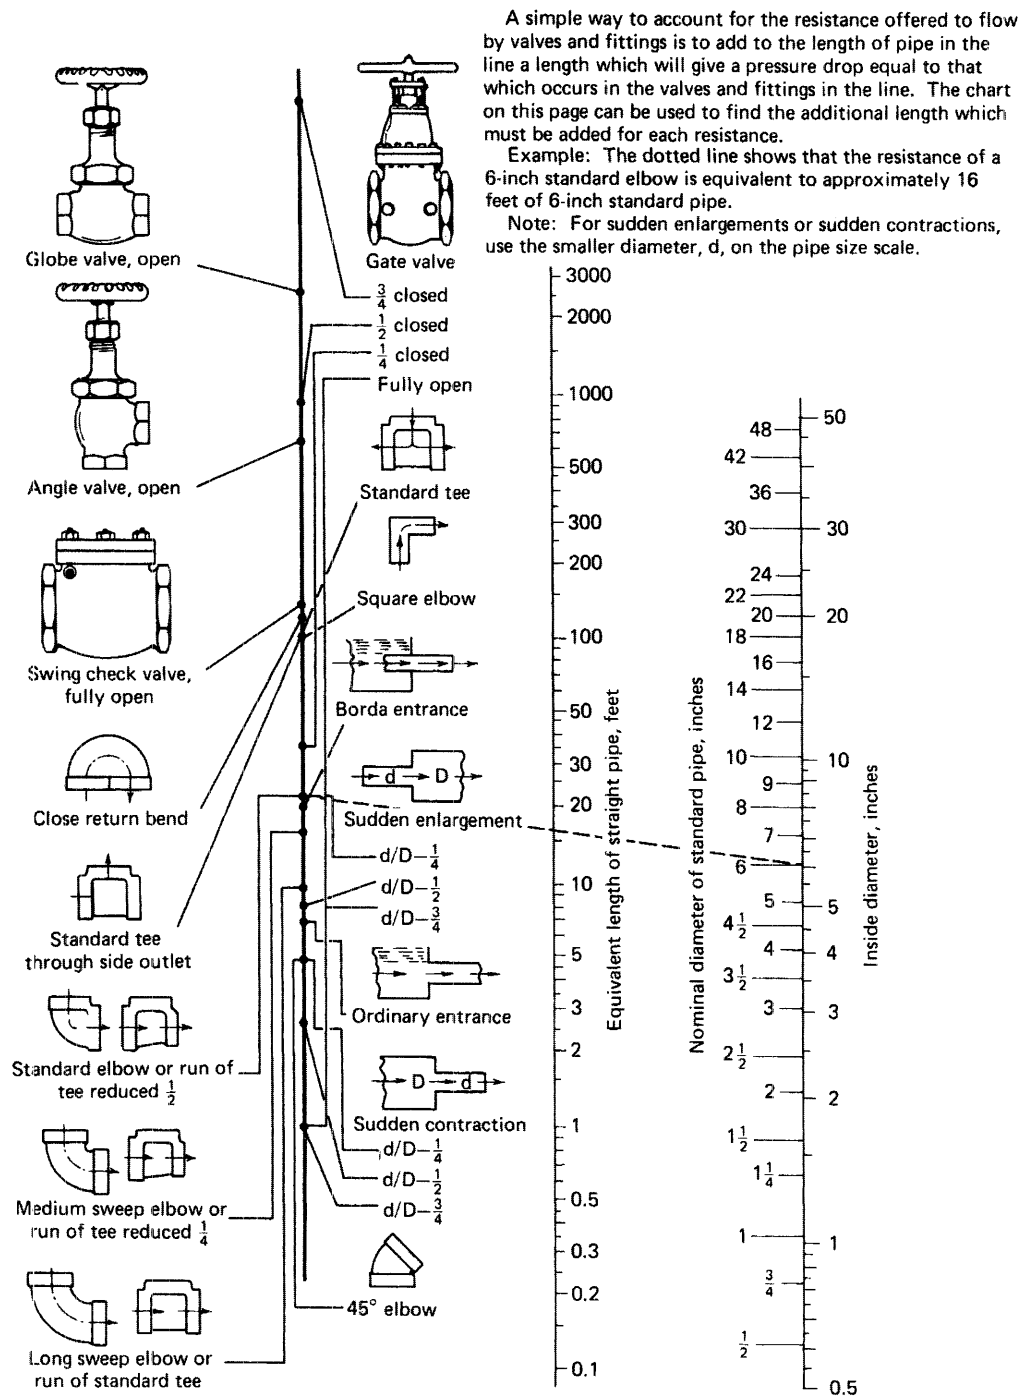 A simple way to account for the resistance offered to flow
by valves and fittings is to add to the length of pipe in the
line a length which will give a pressure drop equal to that
which occurs in the valves and fittings in the line. The chart
on this page can be used to find the additional length which
must be added for each resistance.
Example: The dotted line shows that the resistance of a
6-inch standard elbow is equivalent to approximately 16
feet of 6-inch standard pipe.
Note: For sudden enlargements or sudden contractions,
use the smaller diameter, d, on the pipe size scale.
Globe valve, open
Angle valve, open
Swing check valve,
fully open
Close return bend
Standard tee
through side outlet
Standard elbow or run of
tee reduced 1/2
Medium sweep elbow or
run of tee reduced 1/4
Long sweep elbow or
run of standard tee
Gate valve
3/4 closed
1/2 closed
1/4 closed
Fully open
Standard tee
Square elbow
Borda entrance
d D
Sudden enlargement
d/D–1/4
d/D–1/2
d/D–3/4
Ordinary entrance
D d
Sudden contraction
d/D–1/4
d/D–1/2
d/D–3/4
45° elbow
3000
2000
1000
500
300
200
100
50
30
20
10
5
3
2
1
0.5
0.3
0.2
0.1
Equivalent length of straight pipe, feet
Nominal diameter of standard pipe, inches
48
42
36
30
24
22
20
18
16
14
12
10
9
8
7
6
5
4 1/2
4
3 1/2
3
2 1/2
2
1 1/2
1 1/4
1
3/4
1/2
50
30
20
10
5
4
3
2
1
0.5
Inside diameter, inches